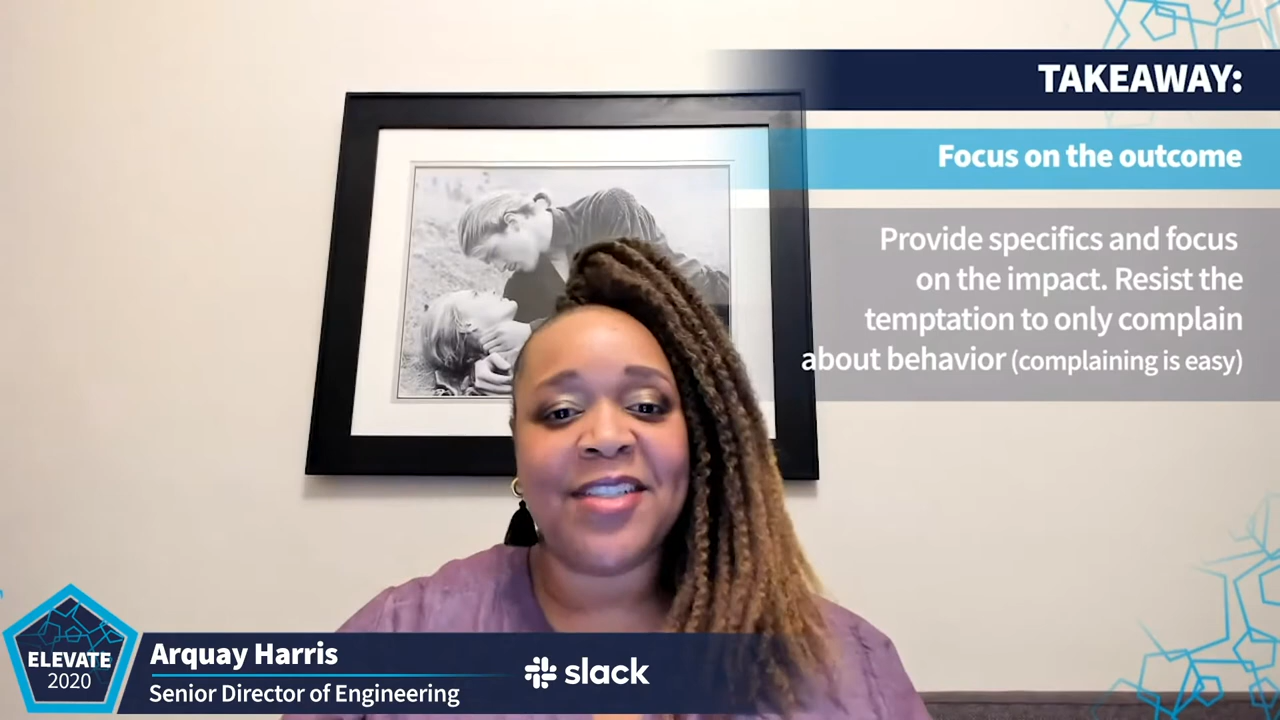 TAKEAWAY:
Focus on the outcome
Provide specifics and focus
on the impact. Resist the
temptation to only complain
about behavior (complaining is easy)
ELEVATE
2020
Arquay Harris
Senior Director of Engineering
slack